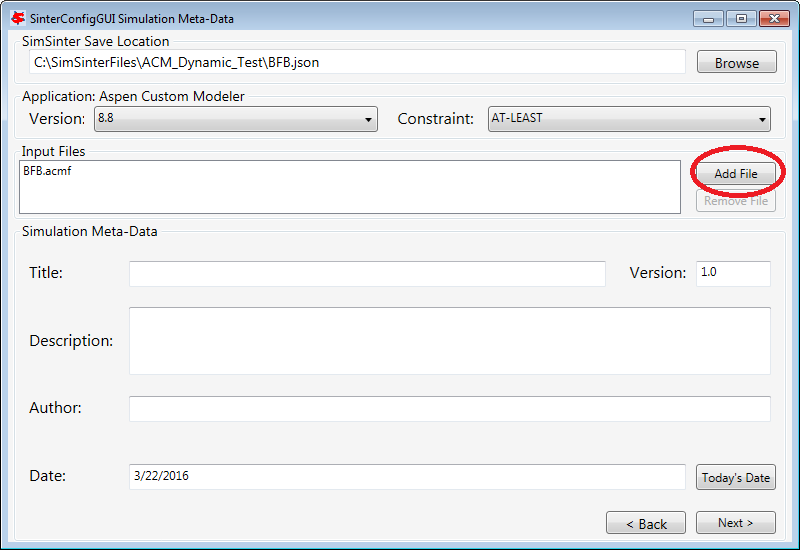 SinterConfigGUI Simulation Meta-Data
SimSinter Save Location
C:\SimSinterFiles\ACM_Dynamic_Test\BFB.json
Browse
Application: Aspen Custom Modeler
Version: 8.8 Constraint: AT-LEAST
Input Files
BFB.acmf
Add File
Remove File
Simulation Meta-Data
Title: Version: 1.0
Description:
Author:
Date: 3/22/2016 Today's Date
< Back Next >